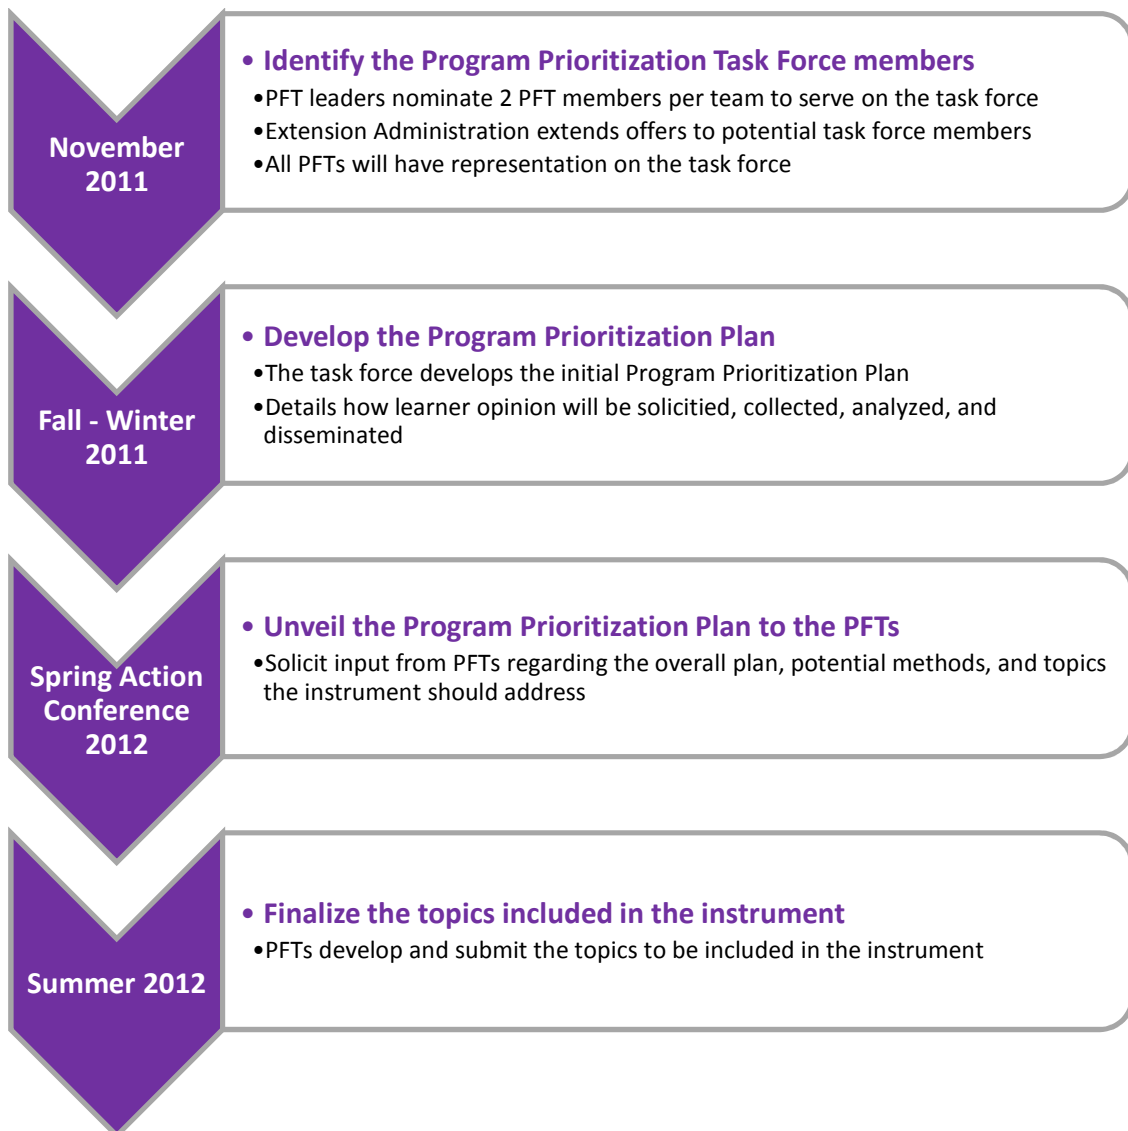 November
2011
• Identify the Program Prioritization Task Force members
•PFT leaders nominate 2 PFT members per team to serve on the task force
•Extension Administration extends offers to potential task force members
•All PFTs will have representation on the task force
Fall - Winter
2011
• Develop the Program Prioritization Plan
•The task force develops the initial Program Prioritization Plan
•Details how learner opinion will be solicitied, collected, analyzed, and
disseminated
Spring Action
Conference
2012
• Unveil the Program Prioritization Plan to the PFTs
•Solicit input from PFTs regarding the overall plan, potential methods, and topics
the instrument should address
Summer 2012
• Finalize the topics included in the instrument
•PFTs develop and submit the topics to be included in the instrument